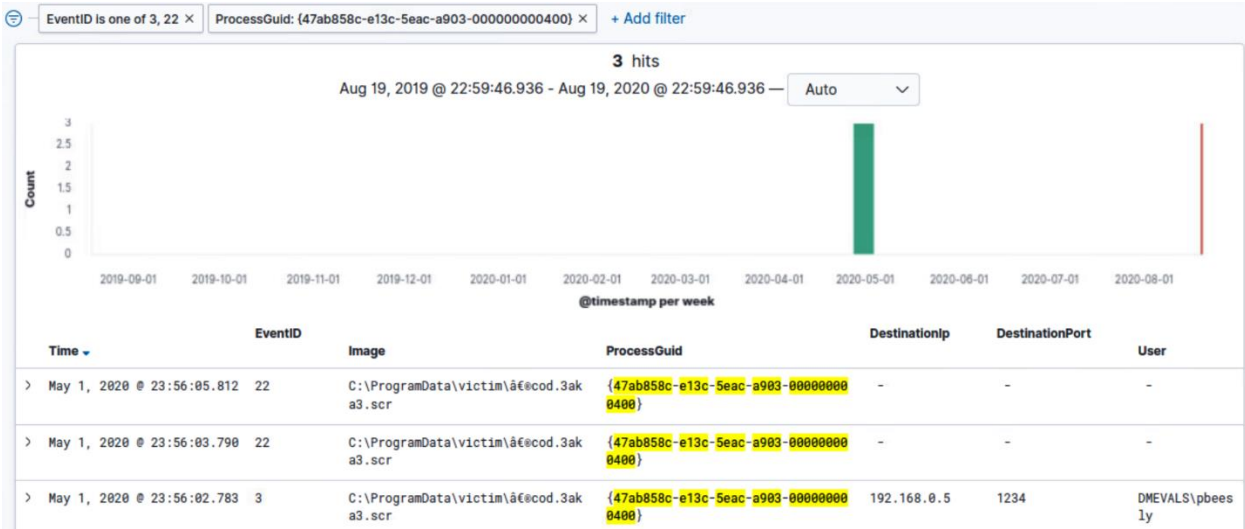 EventID is one of 3, 22 × ProcessGuid: {47ab858c-e13c-5eac-a903-000000000400} × + Add filter
3 hits
Aug 19, 2019 @ 22:59:46.936 - Aug 19, 2020 @ 22:59:46.936 — Auto
3
2.5
2
1.5
1
0.5
0
Count
2019-09-01 2019-10-01 2019-11-01 2019-12-01 2020-01-01 2020-02-01 2020-03-01 2020-04-01 2020-05-01 2020-06-01 2020-07-01 2020-08-01
@timestamp per week
Time EventID Image ProcessGuid DestinationIp DestinationPort User
May 1, 2020 @ 23:56:05.812 22 C:\ProgramData\victim\â€®cod.3ak {47ab858c-e13c-5eac-a903-00000000 - - -
a3.scr 0400}
May 1, 2020 @ 23:56:03.790 22 C:\ProgramData\victim\â€®cod.3ak {47ab858c-e13c-5eac-a903-00000000 - - -
a3.scr 0400}
May 1, 2020 @ 23:56:02.783 3 C:\ProgramData\victim\â€®cod.3ak {47ab858c-e13c-5eac-a903-00000000 192.168.0.5 1234 DMEVALS\pbees
a3.scr 0400} ly